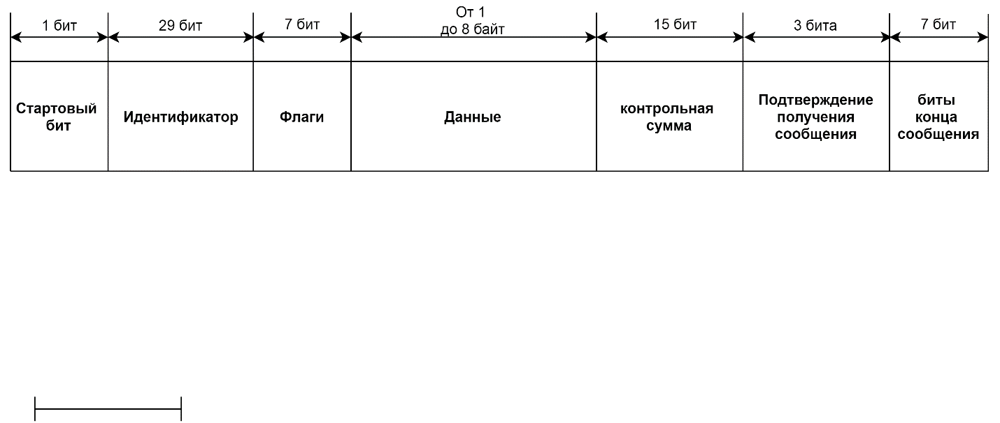 1 бит
29 бит
7 бит
От 1
до 8 байт
15 бит
3 бита
7 бит
Стартовый
бит
Идентификатор
Флаги
Данные
контрольная
сумма
Подтверждение
получения
сообщения
биты
конца
сообщения